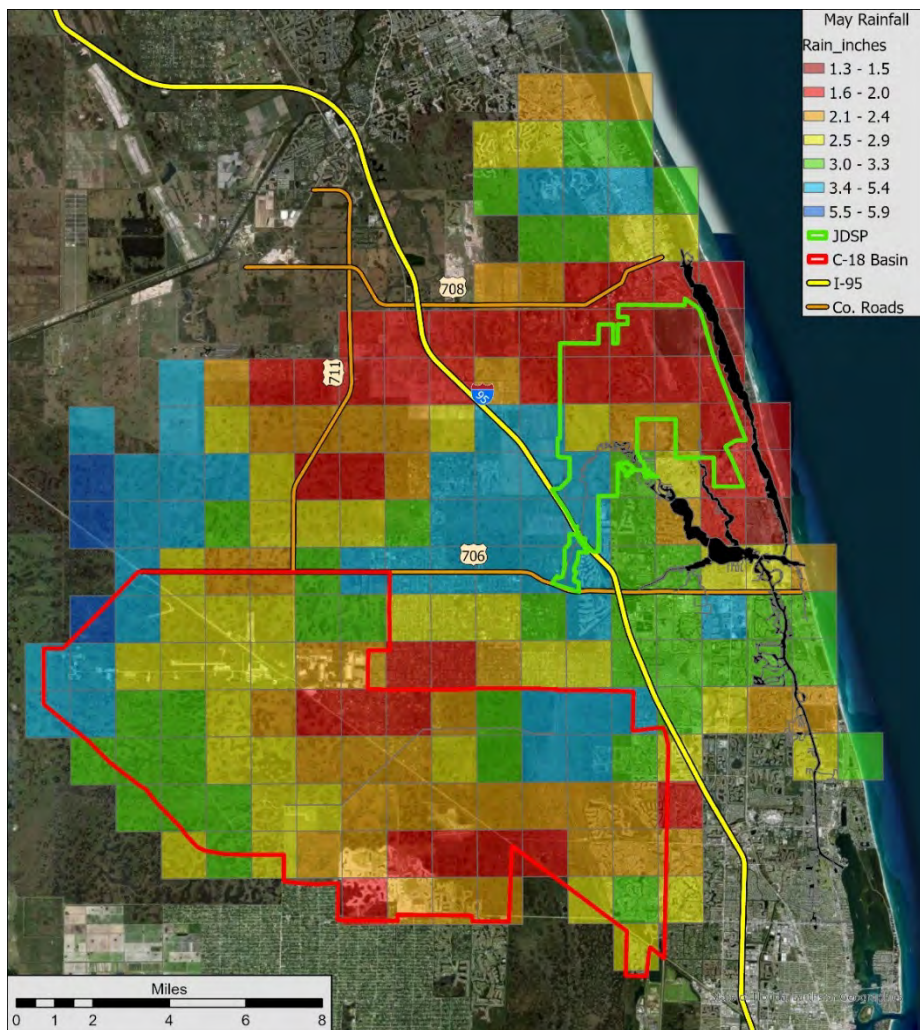 May Rainfall
Rain_inches
1.3 - 1.5
1.6 - 2.0
2.1 - 2.4
2.5 - 2.9
3.0 - 3.3
3.4 - 5.4
5.5 - 5.9
JDSP
C-18 Basin
I-95
Co. Roads
708
711
95
706
Miles
0 1 2 4 6 8